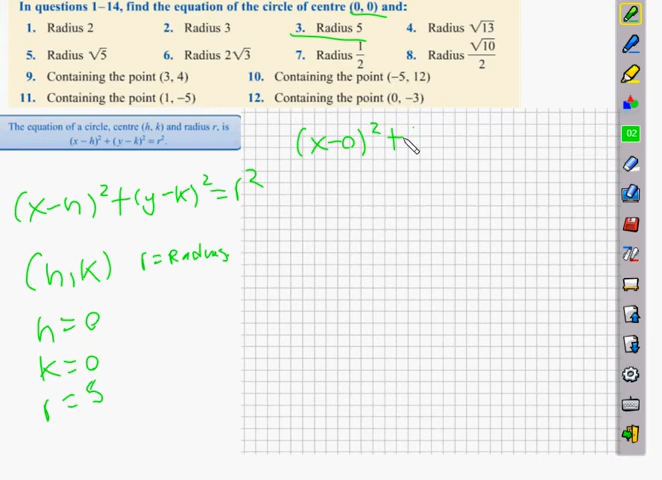 In questions 1–14, find the equation of the circle of centre (0, 0) and:
1. Radius 2 2. Radius 3 3. Radius 5 4. Radius √13
5. Radius √5 6. Radius 2√3 7. Radius 1/2 8. Radius √10/2
9. Containing the point (3, 4) 10. Containing the point (−5, 12)
11. Containing the point (1, −5) 12. Containing the point (0, −3)
The equation of a circle, centre (h, k) and radius r, is
(x − h)² + (y − k)² = r².
(x−0)² +
(x−h)² + (y−k)² = r²
(h,k) r = Radius
h = 0
k = 0
r = 5
02